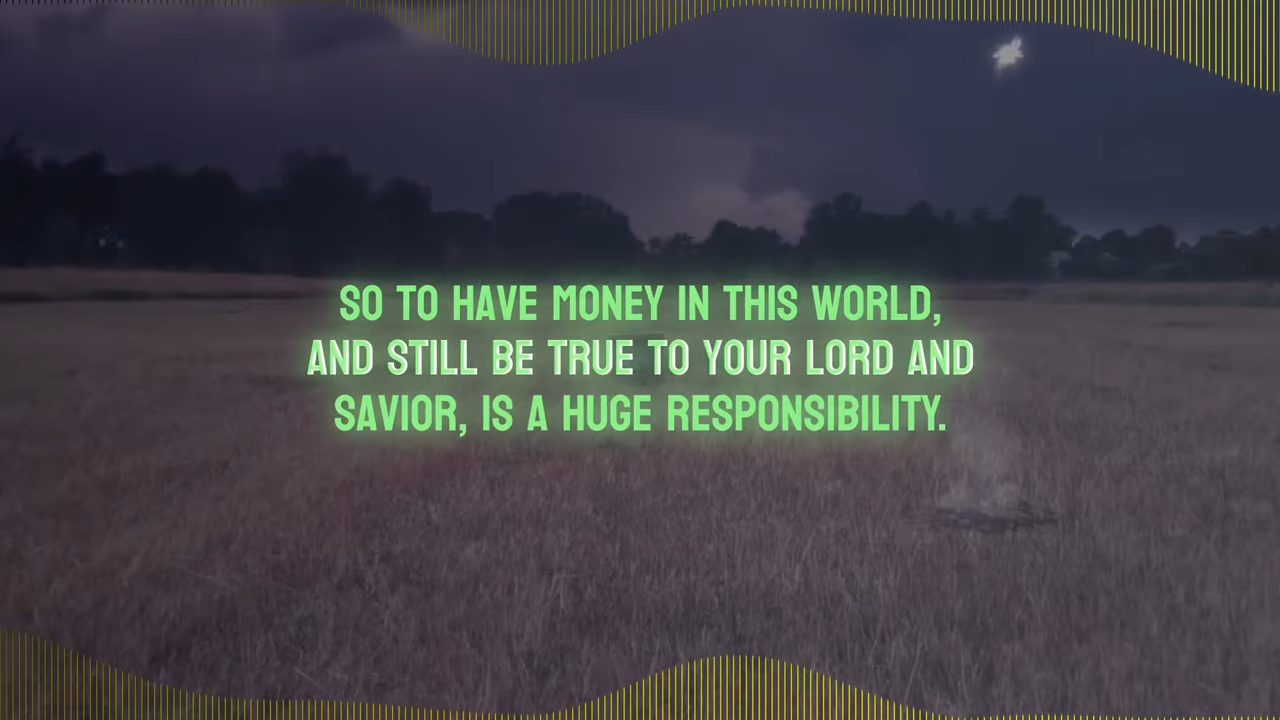 SO TO HAVE MONEY IN THIS WORLD,
AND STILL BE TRUE TO YOUR LORD AND
SAVIOR, IS A HUGE RESPONSIBILITY.